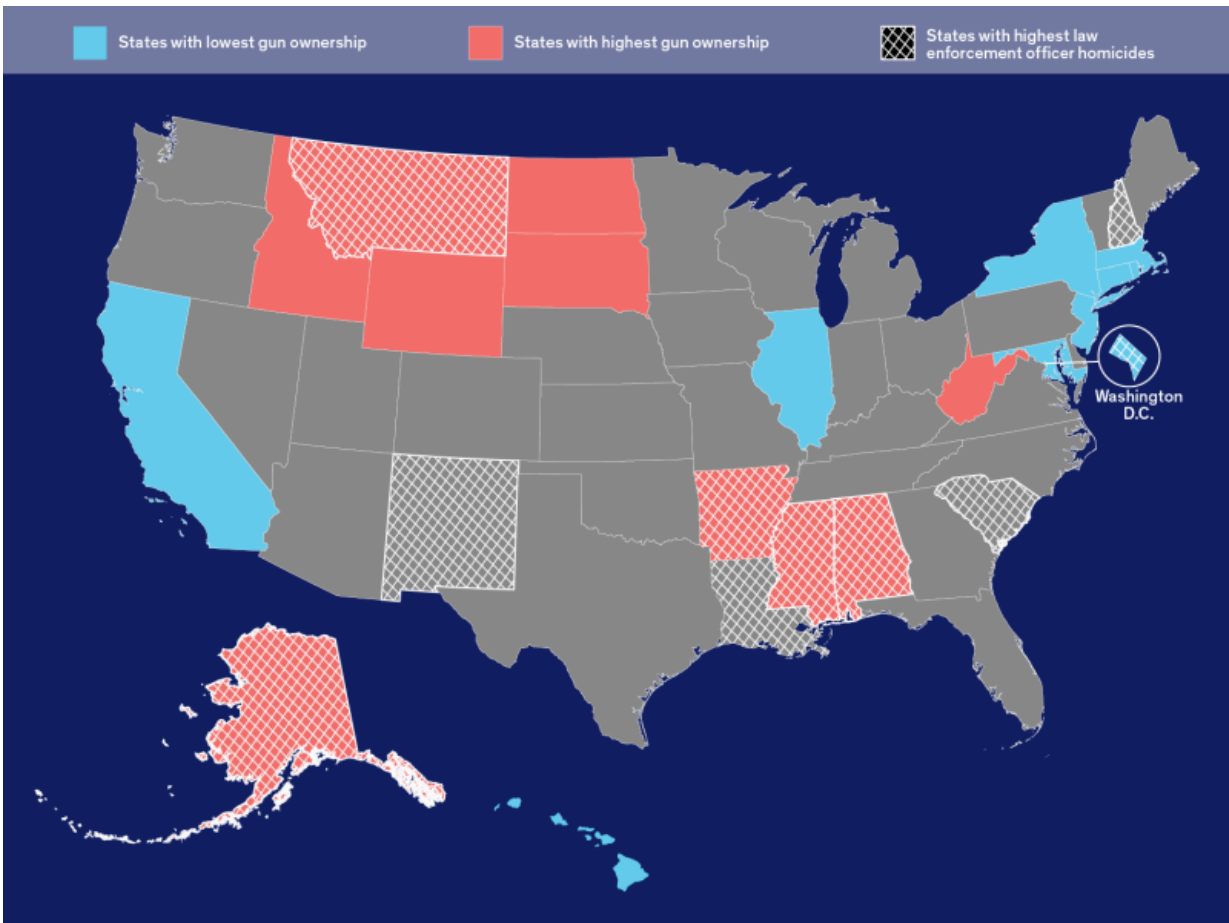 States with lowest gun ownership
States with highest gun ownership
States with highest law
enforcement officer homicides
Washington
D.C.